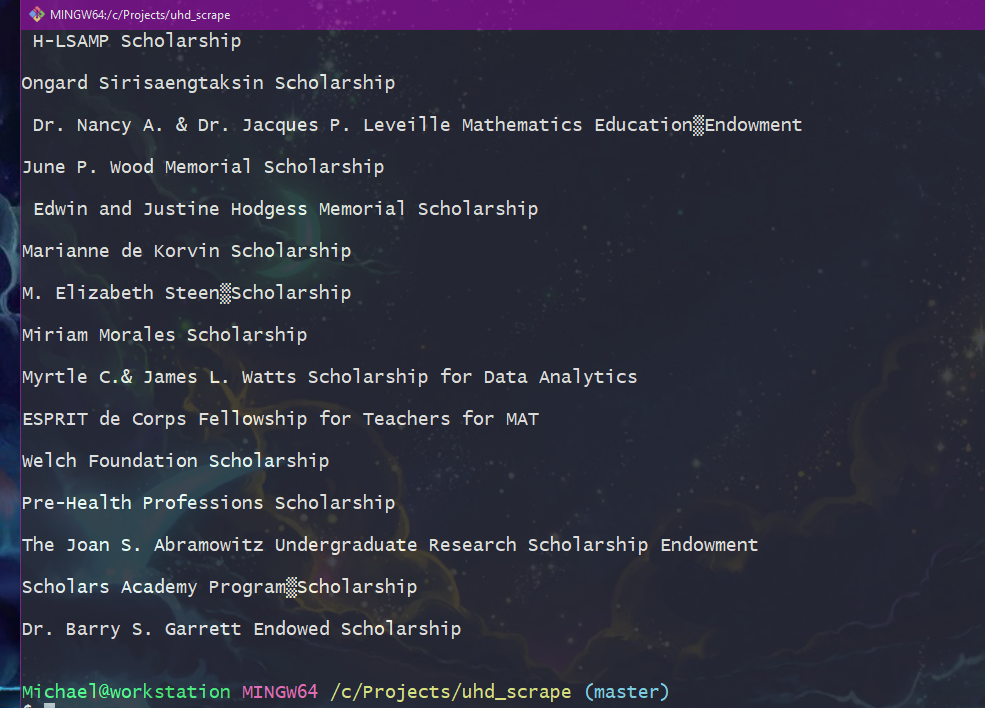 MINGW64:/c/Projects/uhd_scrape
H-LSAMP Scholarship
Ongard Sirisaengtaksin Scholarship
Dr. Nancy A. & Dr. Jacques P. Leveille Mathematics Education▒Endowment
June P. Wood Memorial Scholarship
Edwin and Justine Hodgess Memorial Scholarship
Marianne de Korvin Scholarship
M. Elizabeth Steen▒Scholarship
Miriam Morales Scholarship
Myrtle C.& James L. Watts Scholarship for Data Analytics
ESPRIT de Corps Fellowship for Teachers for MAT
Welch Foundation Scholarship
Pre-Health Professions Scholarship
The Joan S. Abramowitz Undergraduate Research Scholarship Endowment
Scholars Academy Program▒Scholarship
Dr. Barry S. Garrett Endowed Scholarship
Michael@workstation MINGW64 /c/Projects/uhd_scrape (master)
$